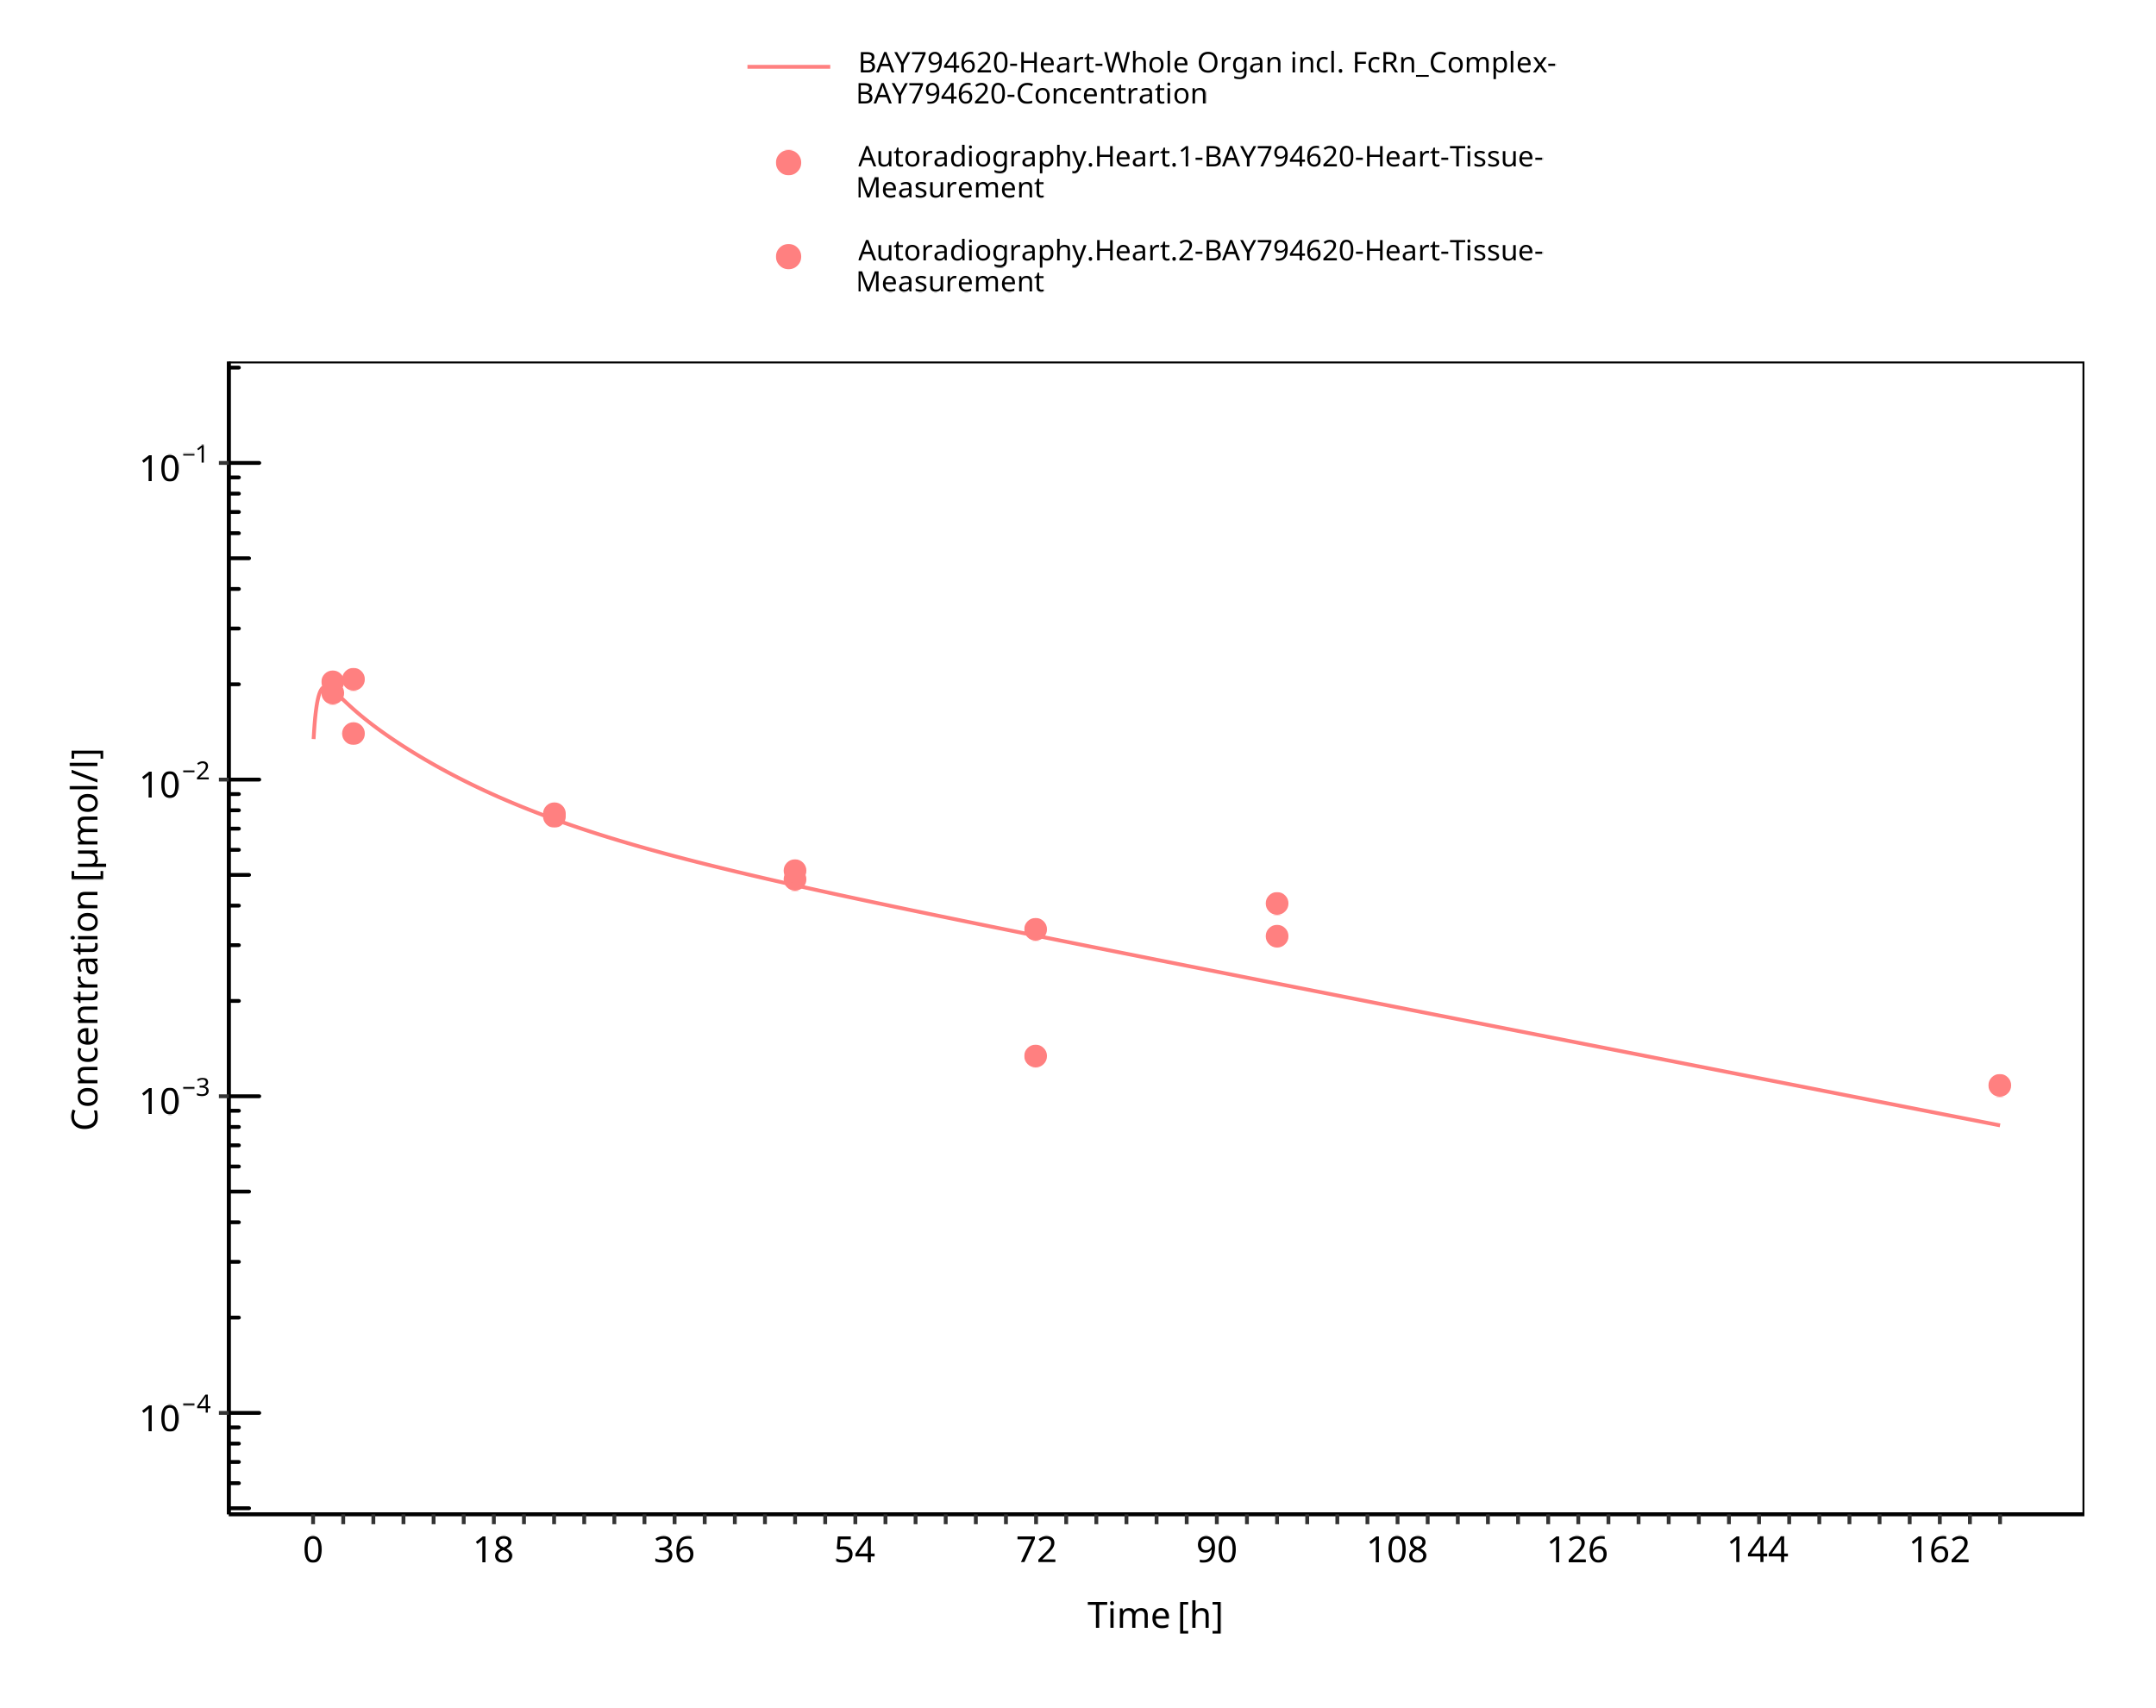 BAY794620-Heart-Whole Organ incl. FcRn_Complex-
BAY794620-Concentration
Autoradiography.Heart.1-BAY794620-Heart-Tissue-
Measurement
Autoradiography.Heart.2-BAY794620-Heart-Tissue-
Measurement
10⁻¹
10⁻²
10⁻³
10⁻⁴
Concentration [µmol/l]
0 18 36 54 72 90 108 126 144 162
Time [h]